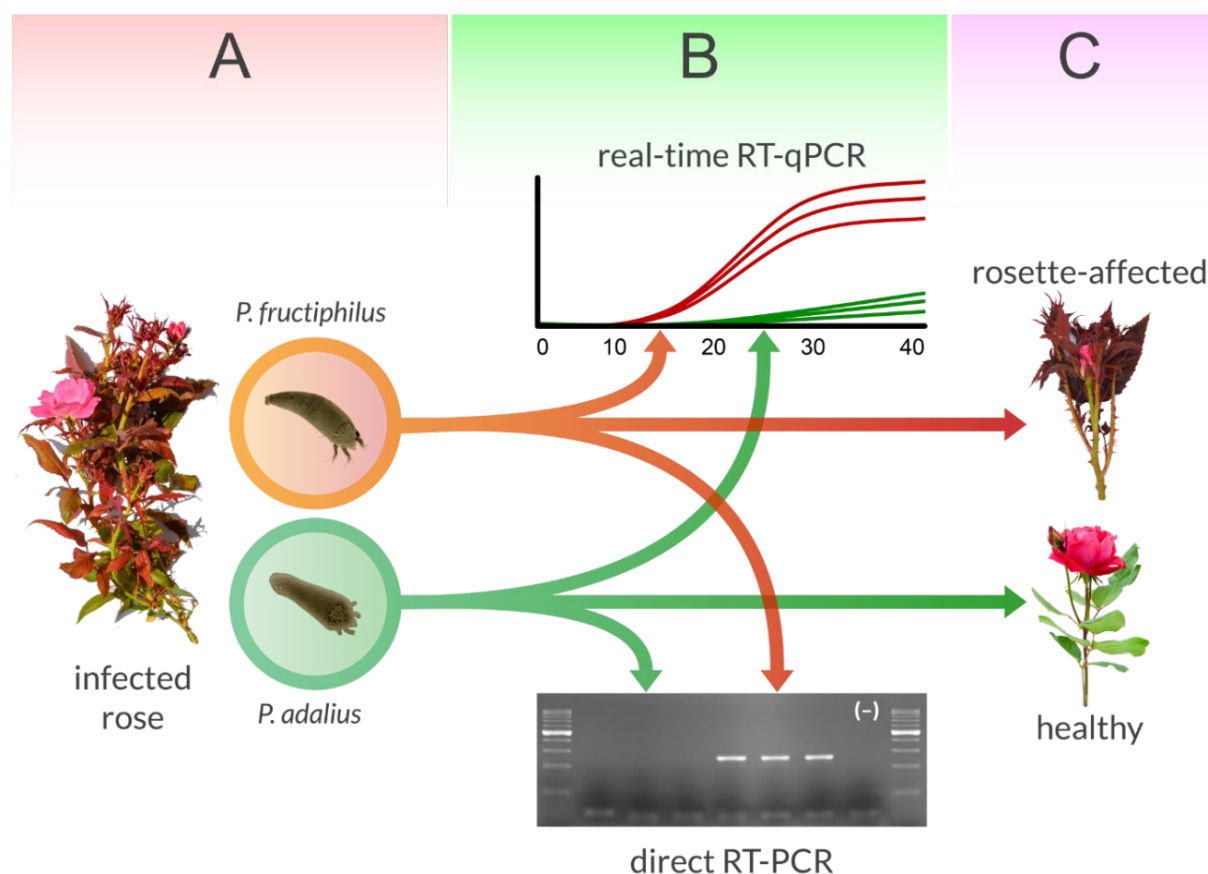 A
B
C
real-time RT-qPCR
0 10 20 30 40
P. fructiphilus
rosette-affected
infected
rose
P. adalius
(–)
healthy
direct RT-PCR